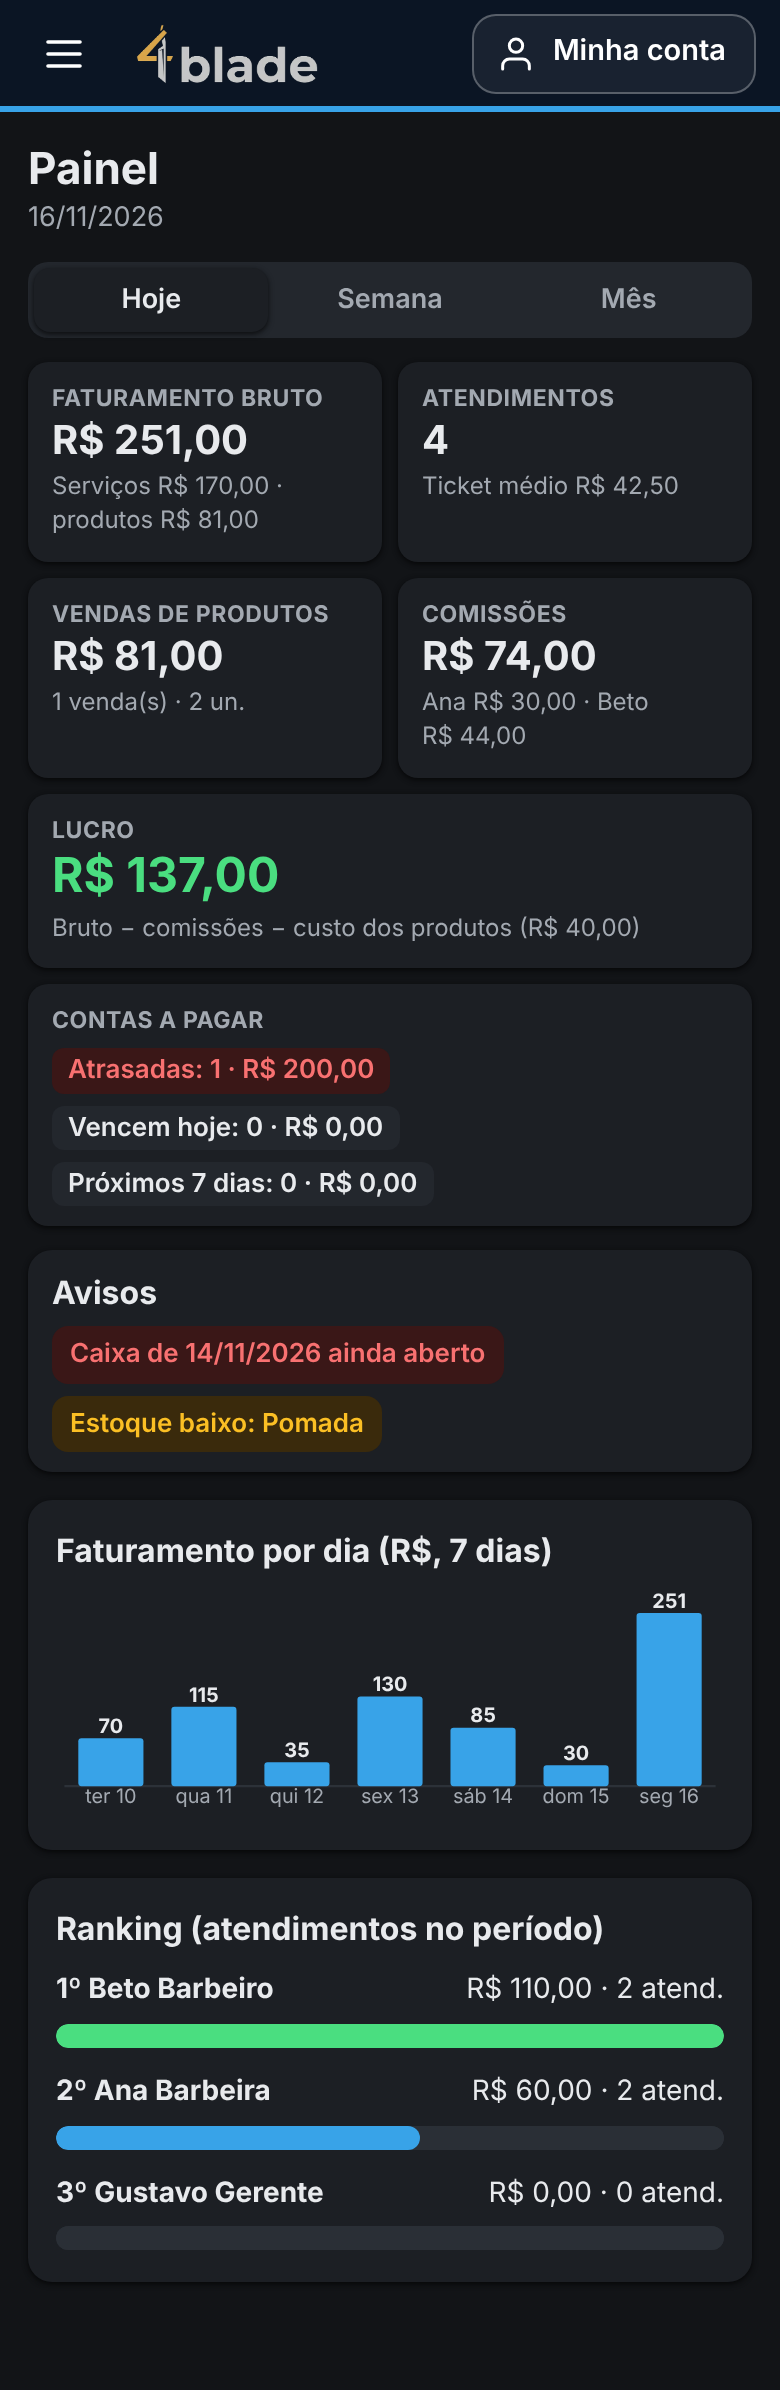 4blade
Minha conta
Painel
16/11/2026
Hoje
Semana
Mês
FATURAMENTO BRUTO
R$ 251,00
Serviços R$ 170,00 ·
produtos R$ 81,00
ATENDIMENTOS
4
Ticket médio R$ 42,50
VENDAS DE PRODUTOS
R$ 81,00
1 venda(s) · 2 un.
COMISSÕES
R$ 74,00
Ana R$ 30,00 · Beto
R$ 44,00
LUCRO
R$ 137,00
Bruto − comissões − custo dos produtos (R$ 40,00)
CONTAS A PAGAR
Atrasadas: 1 · R$ 200,00
Vencem hoje: 0 · R$ 0,00
Próximos 7 dias: 0 · R$ 0,00
Avisos
Caixa de 14/11/2026 ainda aberto
Estoque baixo: Pomada
Faturamento por dia (R$, 7 dias)
70
115
35
130
85
30
251
ter 10
qua 11
qui 12
sex 13
sáb 14
dom 15
seg 16
Ranking (atendimentos no período)
1º Beto Barbeiro
R$ 110,00 · 2 atend.
2º Ana Barbeira
R$ 60,00 · 2 atend.
3º Gustavo Gerente
R$ 0,00 · 0 atend.